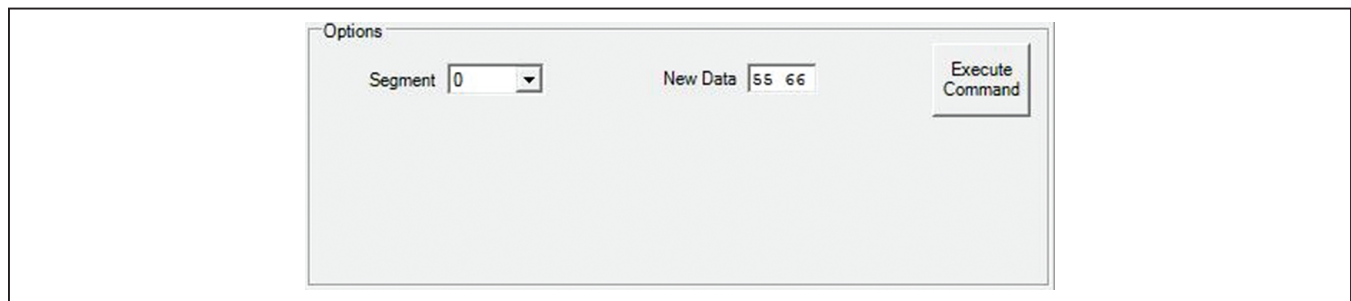 Options
Segment 0
New Data 55 66
Execute
Command